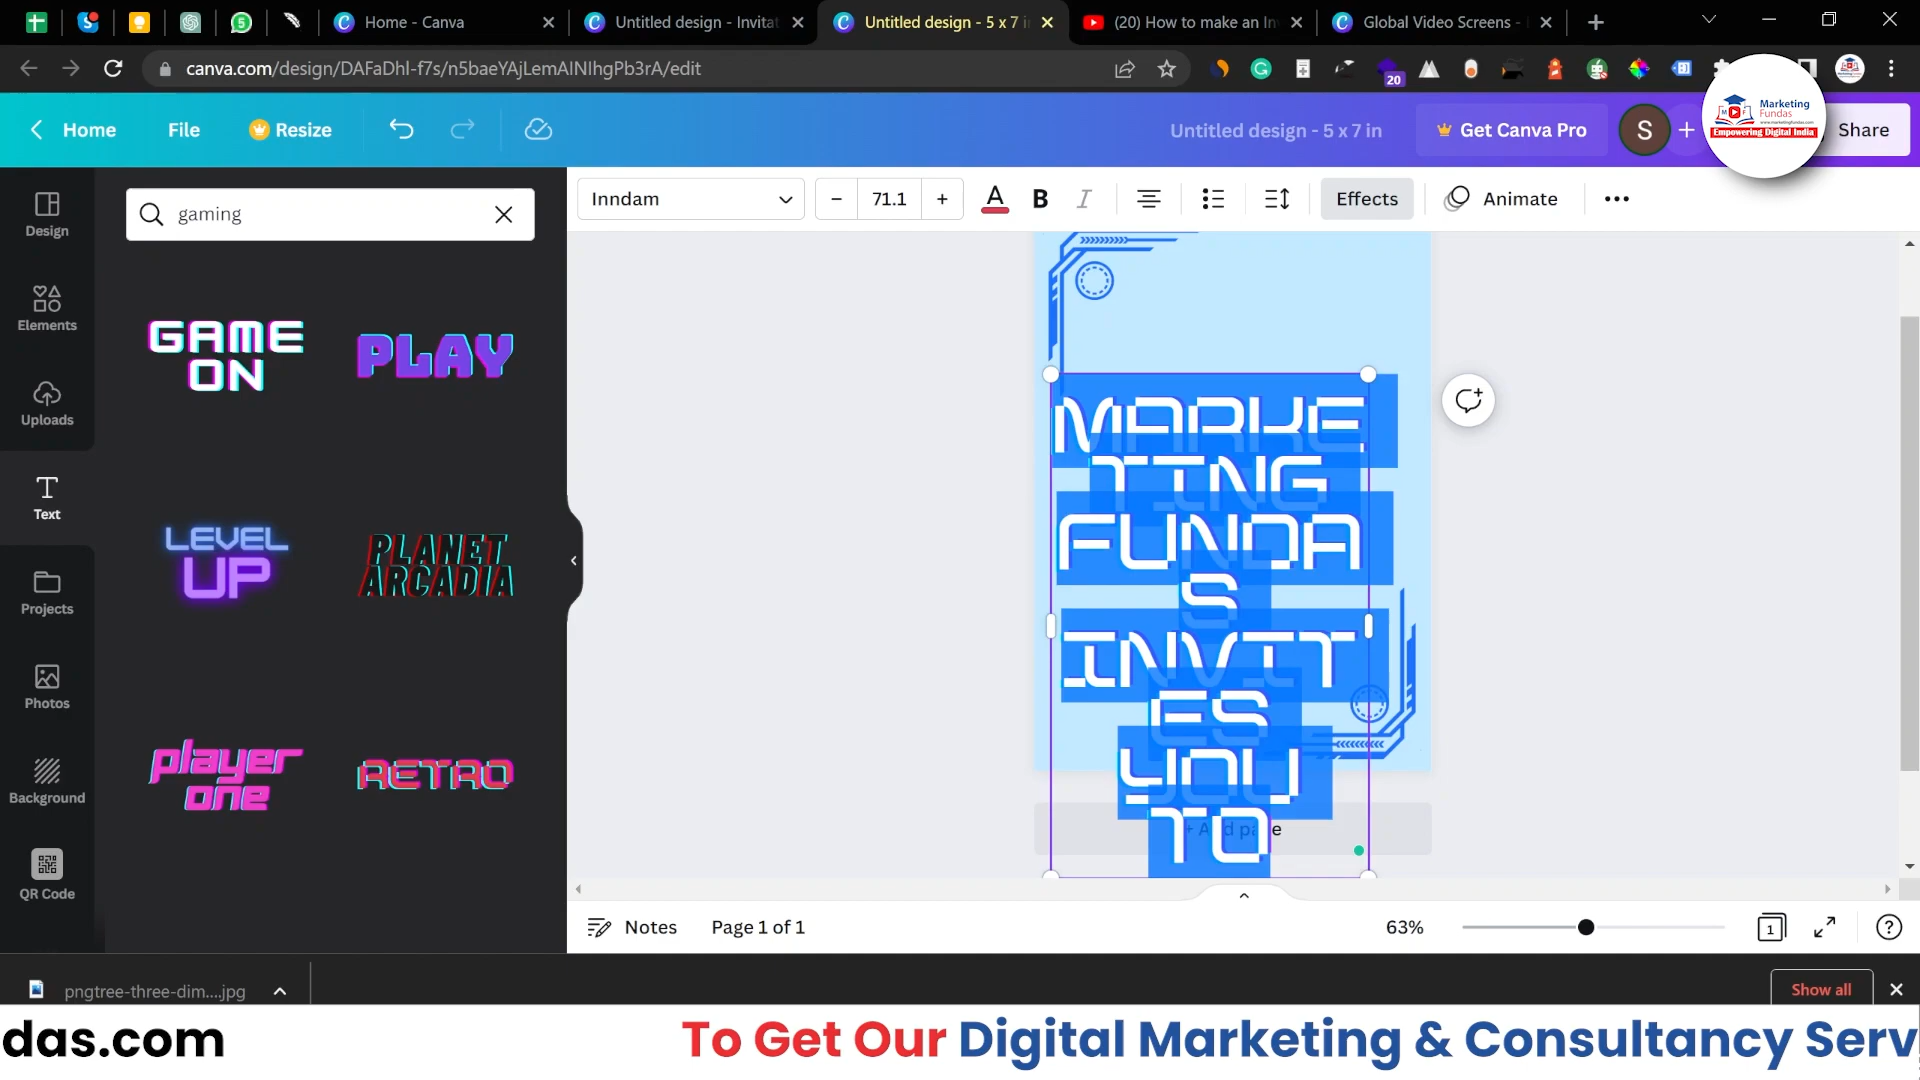 Home - Canva
Untitled design - Invitat
Untitled design - 5 x 7 i
(20) How to make an In
Global Video Screens -
canva.com/design/DAFaDhl-f7s/n5baeYAjLemAlNIhgPb3rA/edit
20
Home
File
Resize
Untitled design - 5 x 7 in
Get Canva Pro
S
Share
Marketing
Fundas
www.marketingfundas.com
Empowering Digital India
Design
Elements
Uploads
Text
Projects
Photos
Background
QR Code
gaming
GAME
ON
PLAY
LEVEL
UP
PLANET
ARCADIA
player
one
RETRO
Inndam
71.1
A
B
I
Effects
Animate
MARKE
TING
FUNDA
S
INVIT
ES
YOU
TO
Notes
Page 1 of 1
63%
1
pngtree-three-dim....jpg
Show all
das.com
To Get Our Digital Marketing & Consultancy Serv